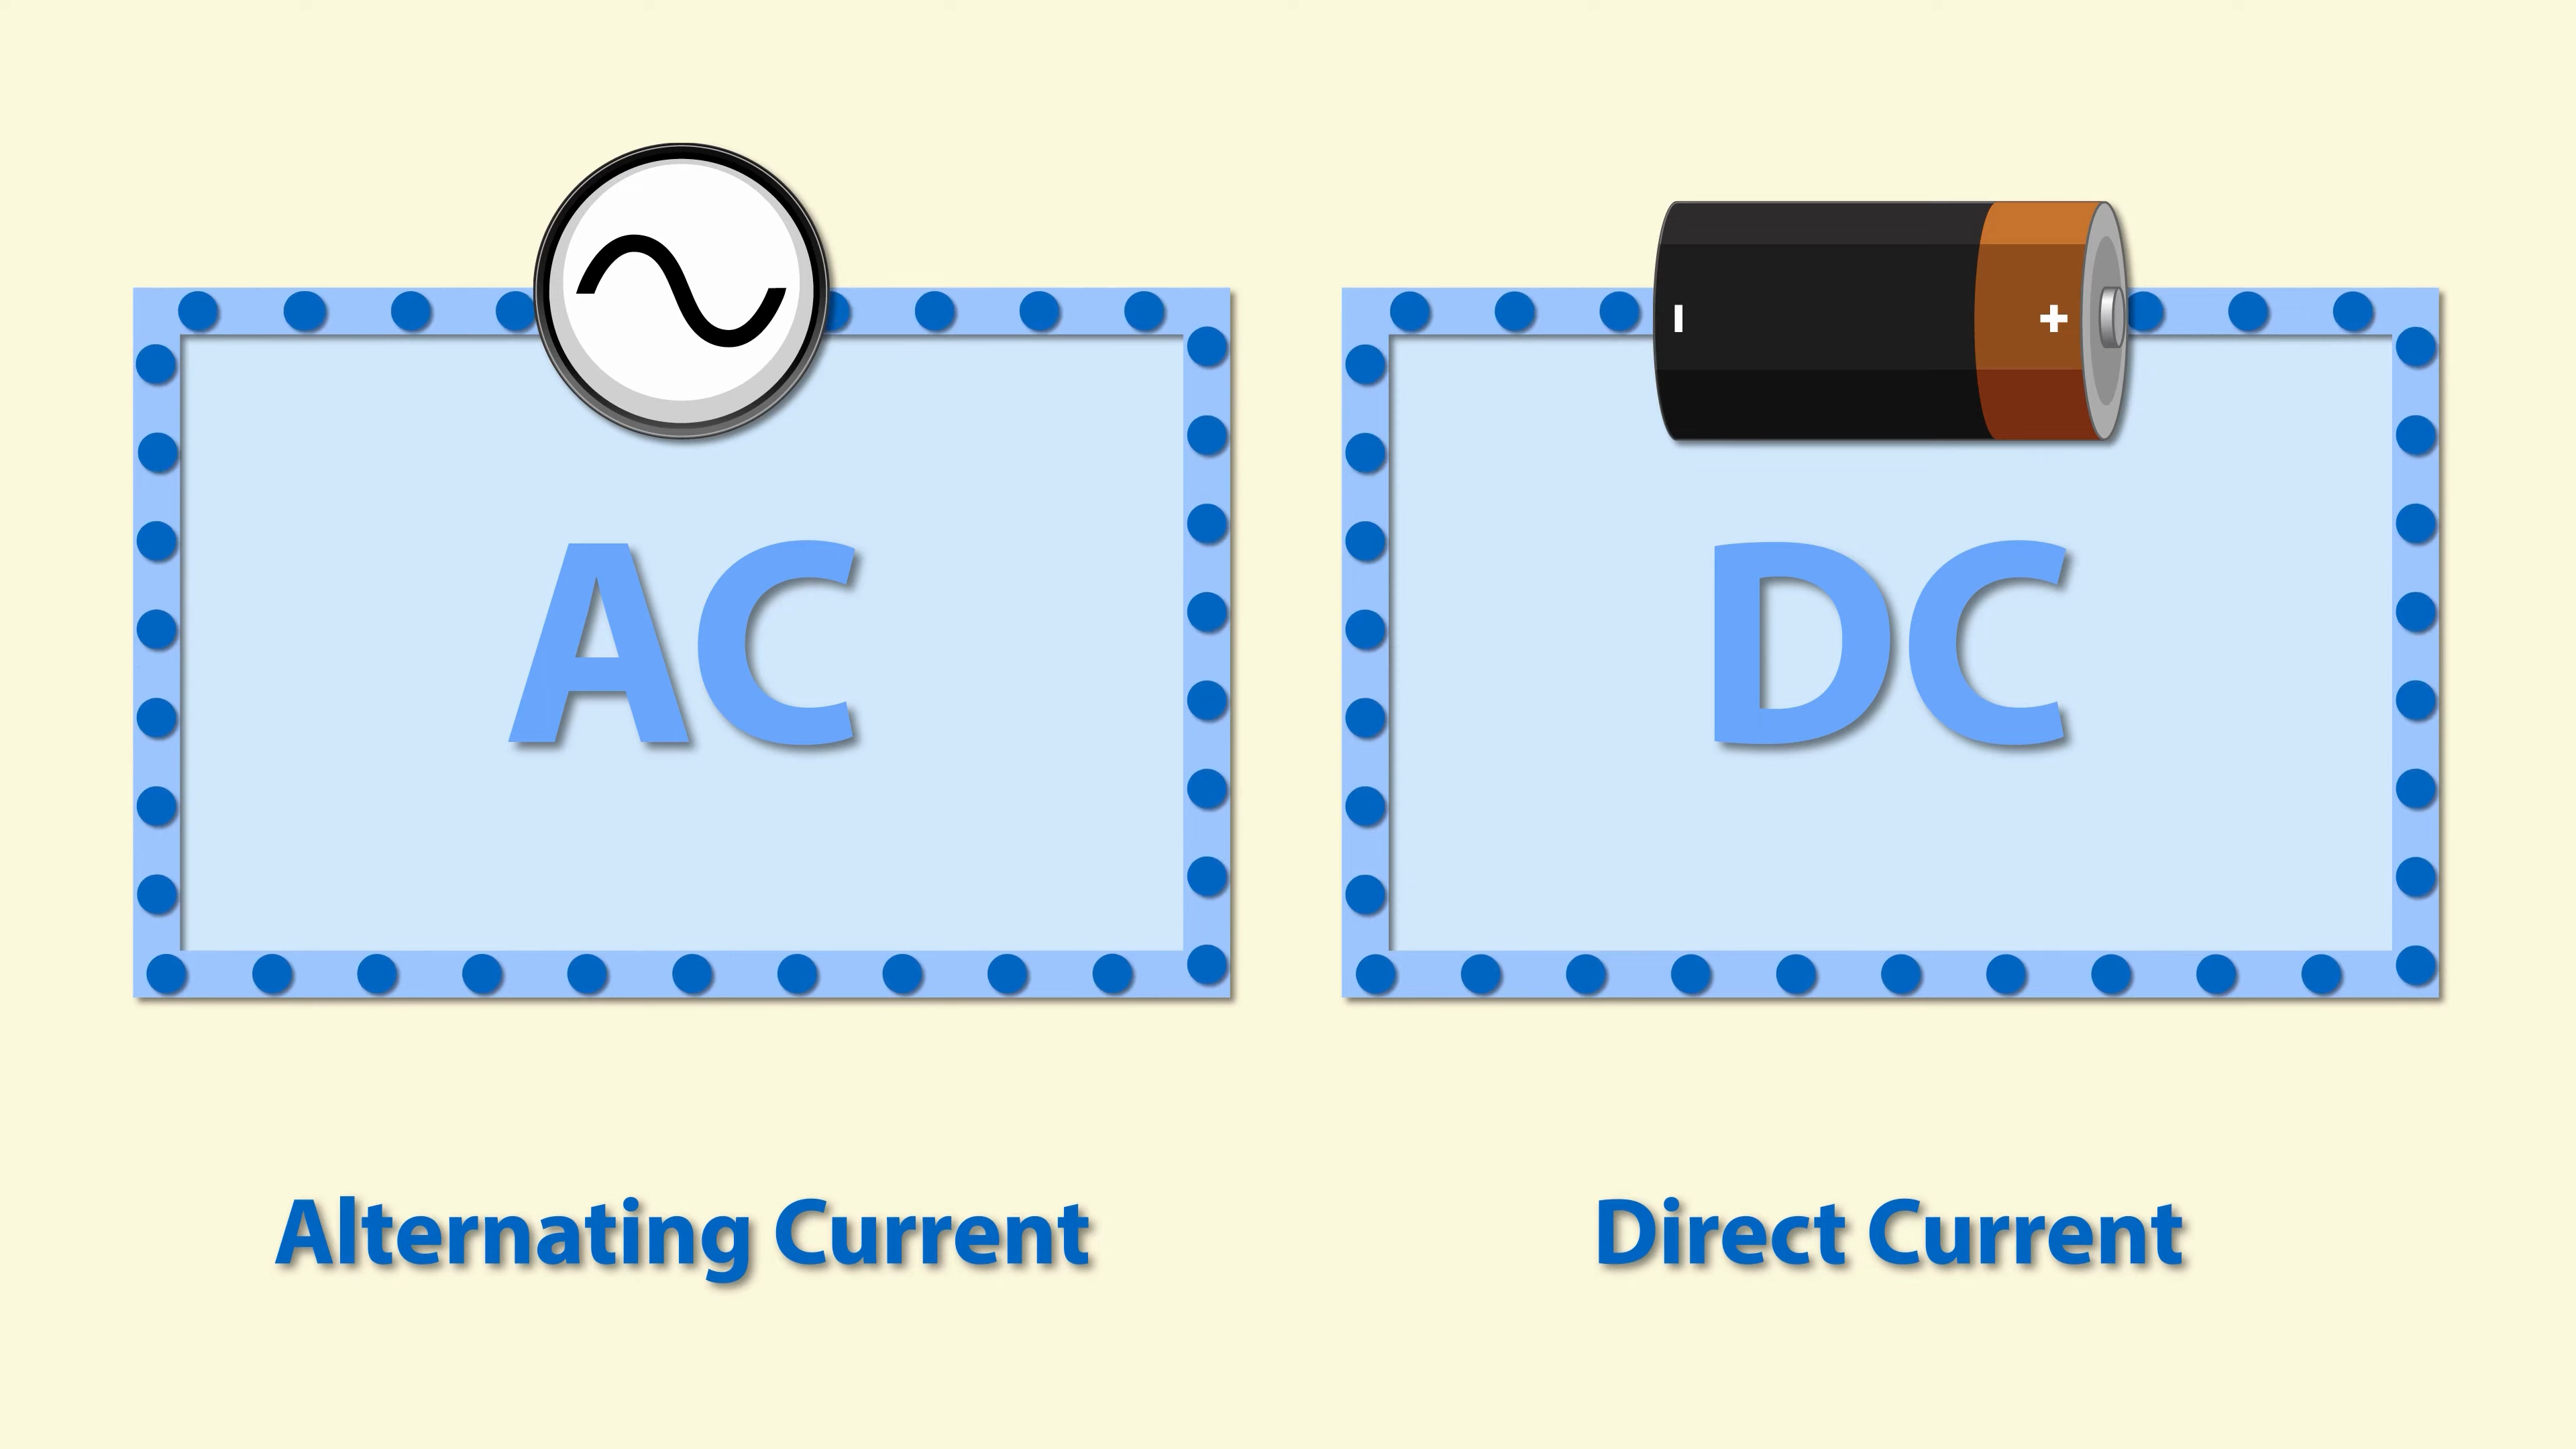 - +
AC
DC
Alternating Current
Direct Current